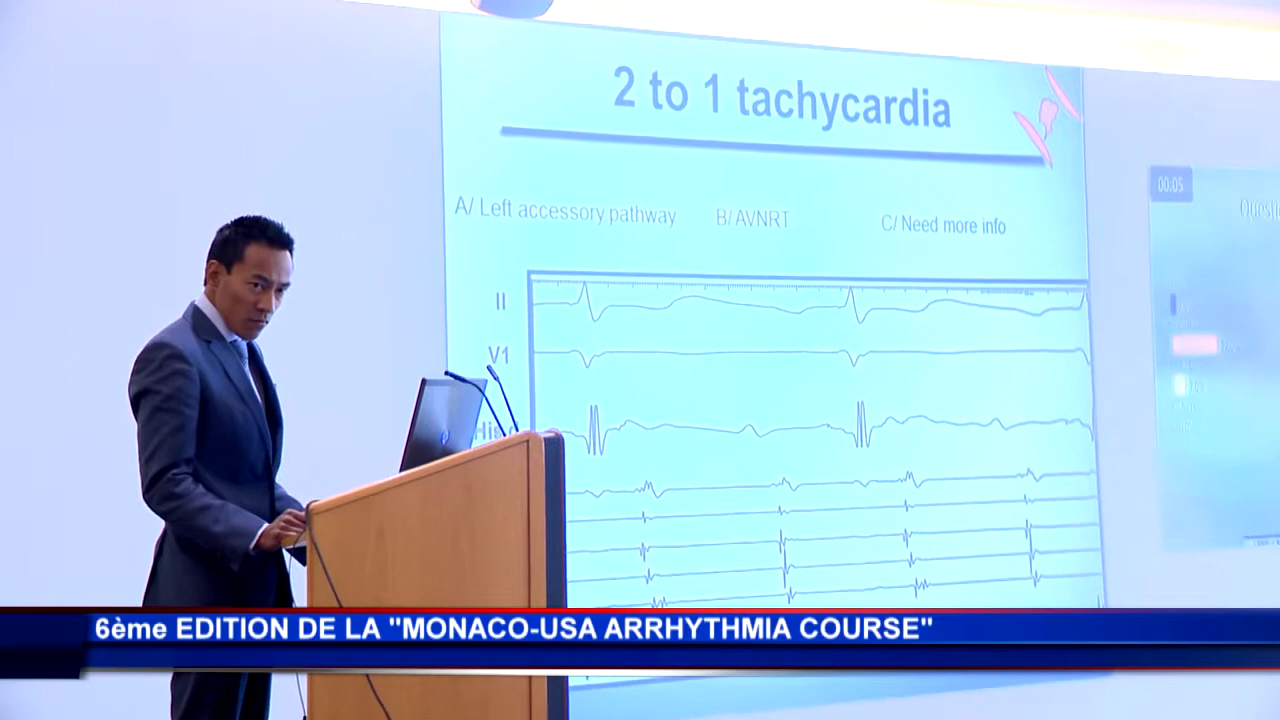 2 to 1 tachycardia
00:05
A/ Left accessory pathway B/ AVNRT C/ Need more info
II
V1
His
6ème EDITION DE LA "MONACO-USA ARRHYTHMIA COURSE"